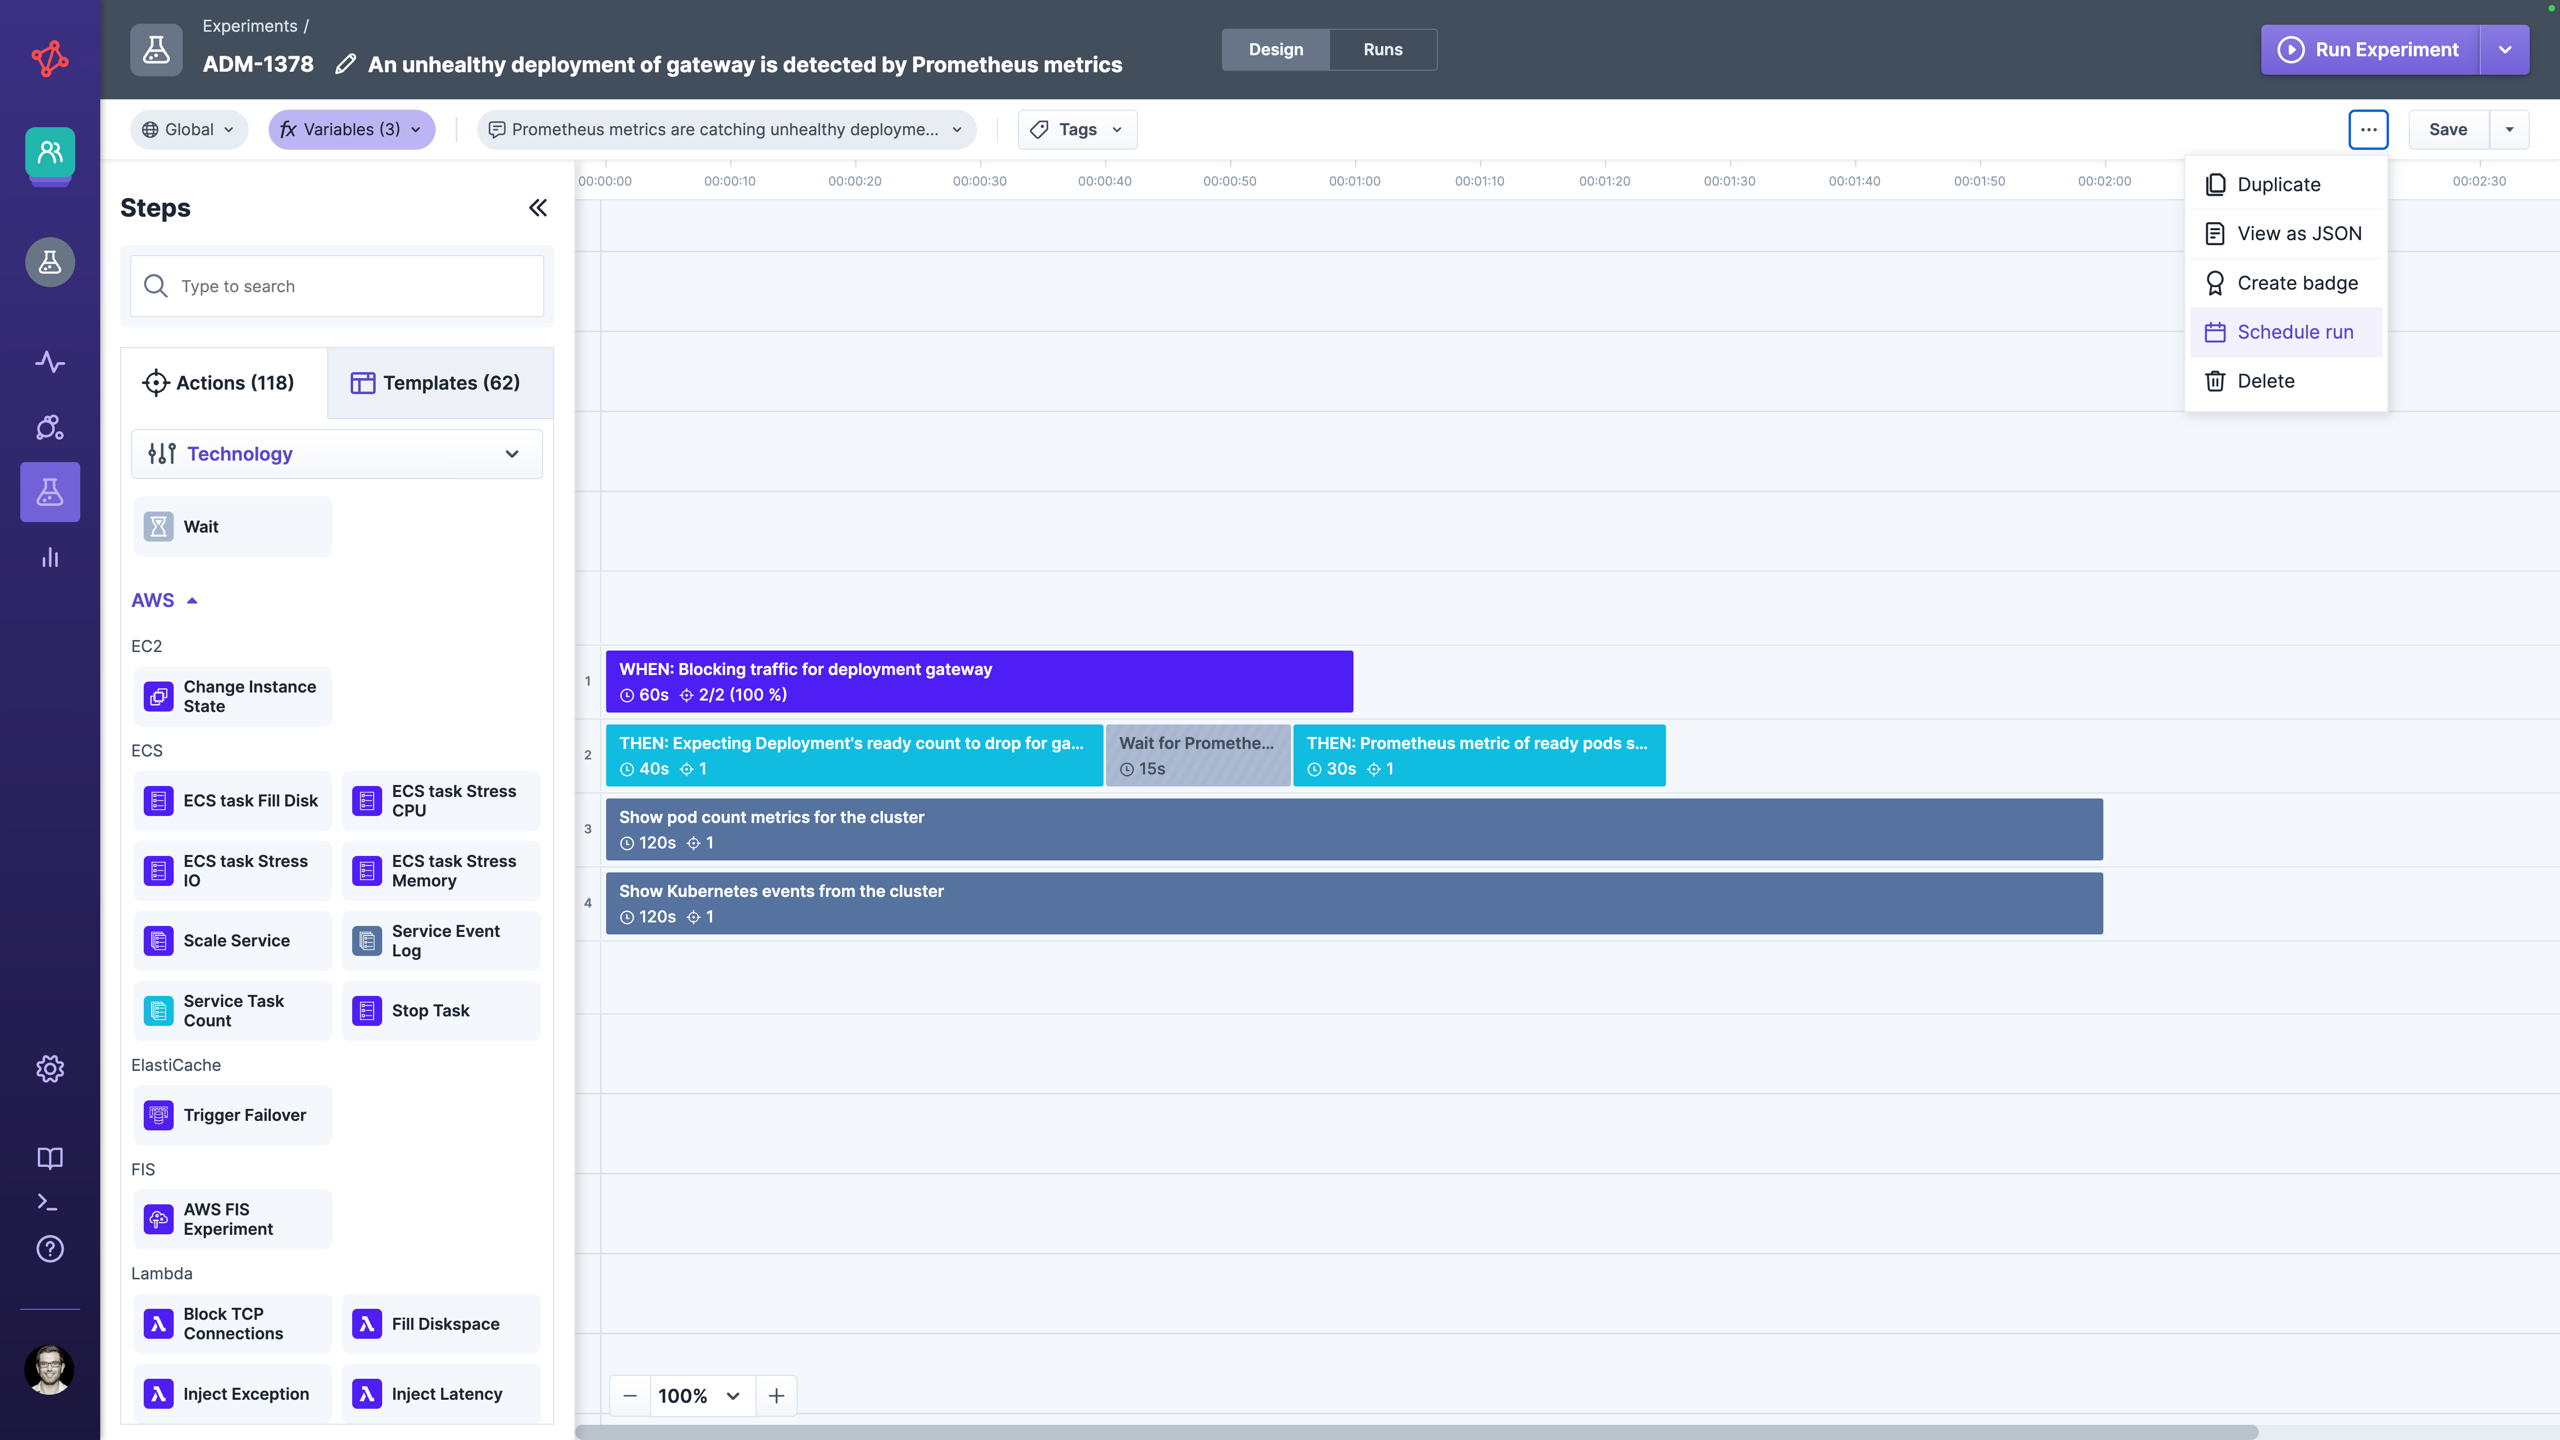 Experiments /
ADM-1378 An unhealthy deployment of gateway is detected by Prometheus metrics
Design Runs
Run Experiment
Global
fx Variables (3)
Prometheus metrics are catching unhealthy deployme...
Tags
Save
Duplicate
View as JSON
Create badge
Schedule run
Delete
Steps
Type to search
Actions (118) Templates (62)
Technology
Wait
AWS
EC2
Change Instance
State
ECS
ECS task Fill Disk
ECS task Stress
CPU
ECS task Stress
IO
ECS task Stress
Memory
Scale Service
Service Event
Log
Service Task
Count
Stop Task
ElastiCache
Trigger Failover
FIS
AWS FIS
Experiment
Lambda
Block TCP
Connections
Fill Diskspace
Inject Exception
Inject Latency
00:00:00 00:00:10 00:00:20 00:00:30 00:00:40 00:00:50 00:01:00 00:01:10 00:01:20 00:01:30 00:01:40 00:01:50 00:02:00 00:02:30
1
WHEN: Blocking traffic for deployment gateway
60s 2/2 (100 %)
2
THEN: Expecting Deployment's ready count to drop for ga...
40s 1
Wait for Promethe...
15s
THEN: Prometheus metric of ready pods s...
30s 1
3
Show pod count metrics for the cluster
120s 1
4
Show Kubernetes events from the cluster
120s 1
100%